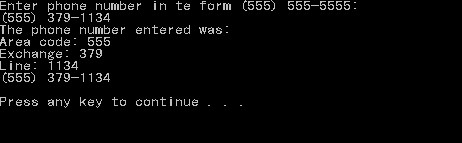 Enter phone number in te form (555) 555-5555:
(555) 379-1134
The phone number entered was:
Area code: 555
Exchange: 379
Line: 1134
(555) 379-1134
Press any key to continue . . .